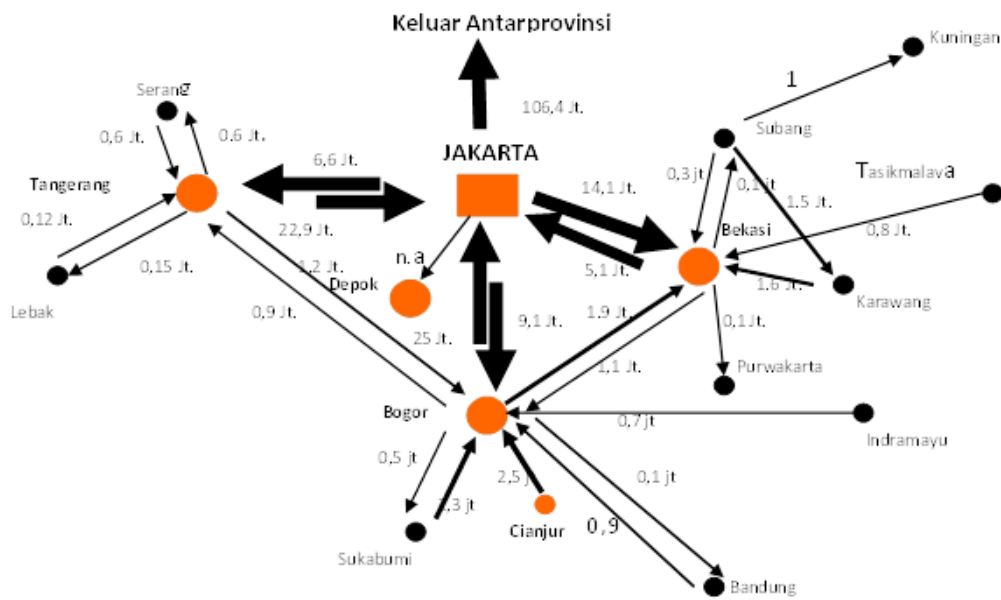 Keluar Antarprovinsi
Kuningan
1
106,4 Jt.
Serang
0,6 Jt.
0.6 Jt.
Subang
JAKARTA
6,6 Jt.
14,1 Jt.
0,3 jt
0,1 jt
Tasikmalava
1.5 Jt.
Tangerang
0,12 Jt.
22,9 Jt.
Bekasi
0,8 Jt.
n.a
5,1 Jt.
0,15 Jt.
1,2 Jt.
Depok
1.6 Jt.
Karawang
Lebak
0,9 Jt.
25 Jt.
9,1 Jt.
1.9 Jt.
0,1 Jt.
1,1 Jt.
Purwakarta
Bogor
0,7 jt
Indramayu
0,5 jt
2,5 j
0,1 jt
,3 jt
0,9
Sukabumi
Cianjur
Bandung